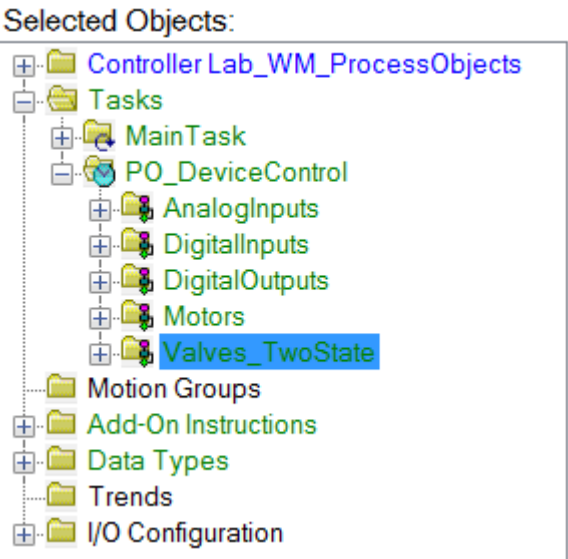 Selected Objects:
Controller Lab_WM_ProcessObjects
Tasks
MainTask
PO_DeviceControl
AnalogInputs
DigitalInputs
DigitalOutputs
Motors
Valves_TwoState
Motion Groups
Add-On Instructions
Data Types
Trends
I/O Configuration